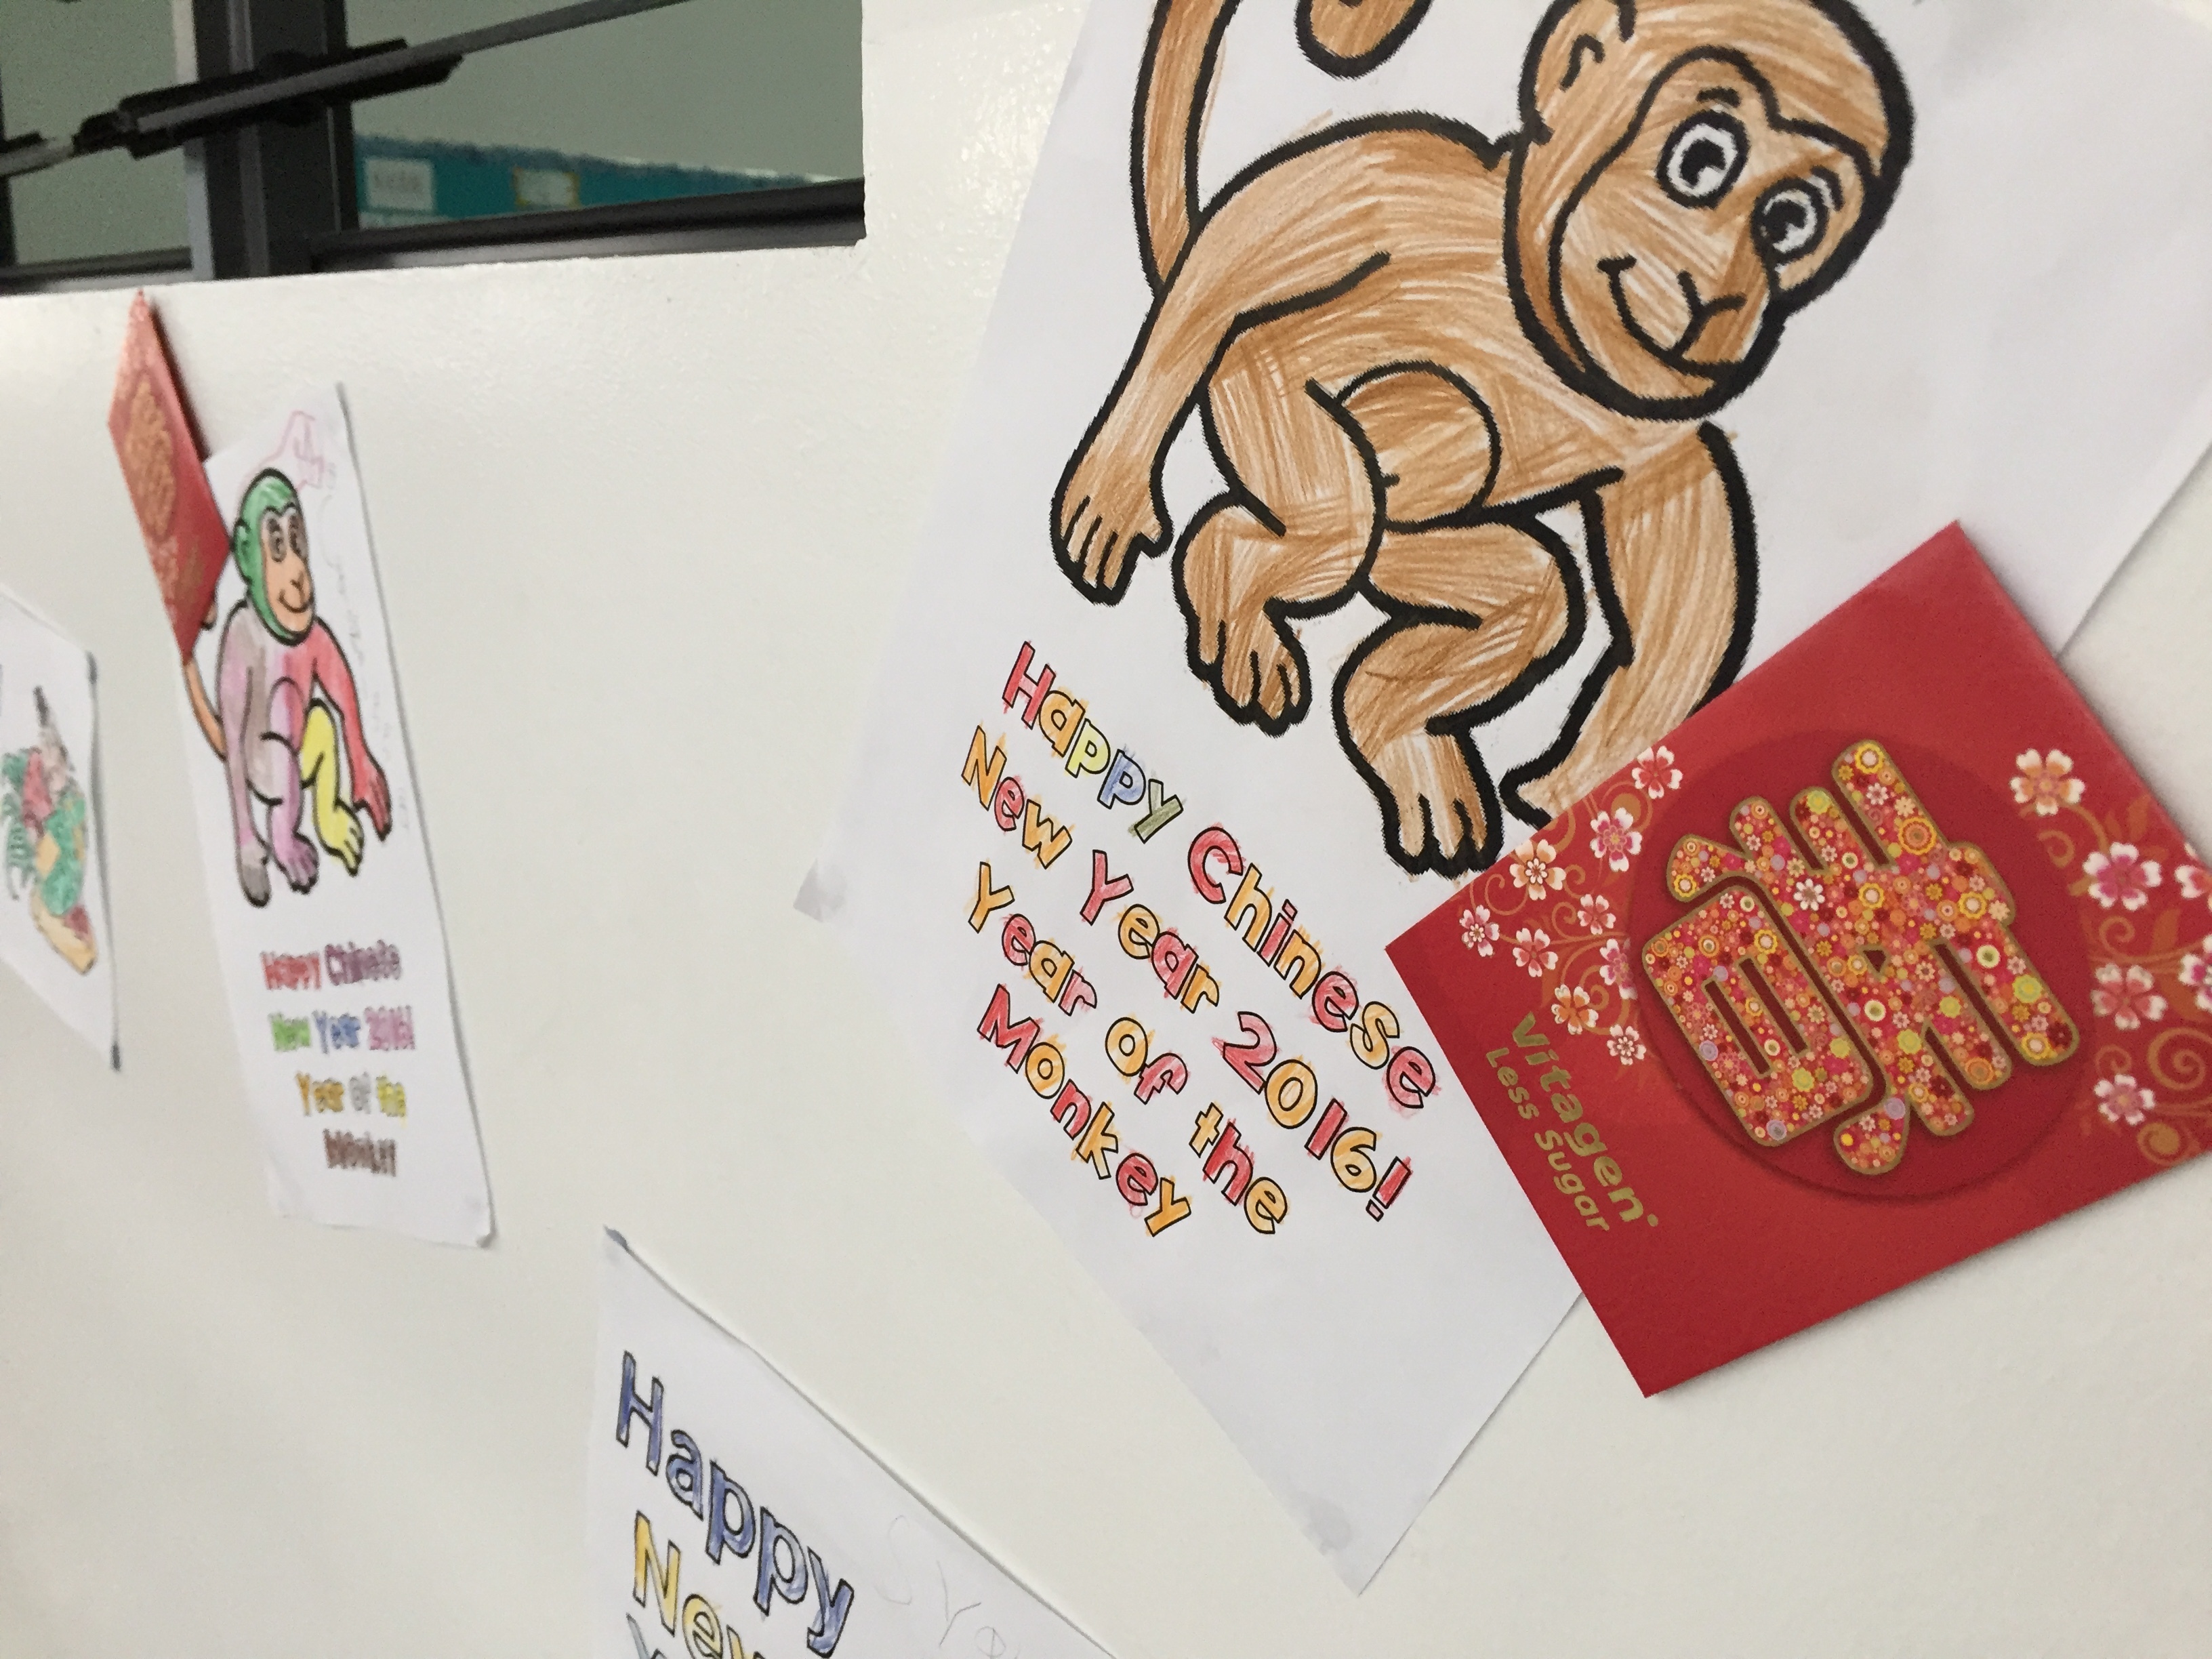 Happy Chinese
New Year 2016!
Year of the
Monkey
春
Vitagen
Less Sugar
Happy Chinese
New Year 2016!
Year of the
Monkey
Happy
New